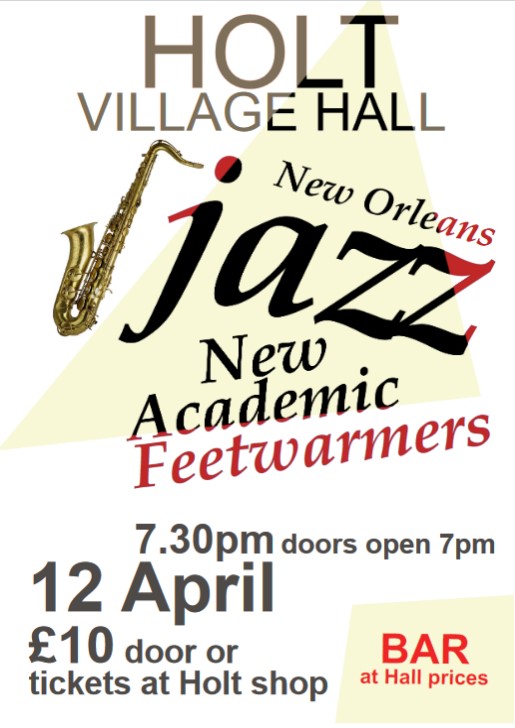 HOLT
VILLAGE HALL
New Orleans
jazz
New
Academic
Feetwarmers
7.30pm doors open 7pm
12 April
£10 door or
tickets at Holt shop
BAR
at Hall prices